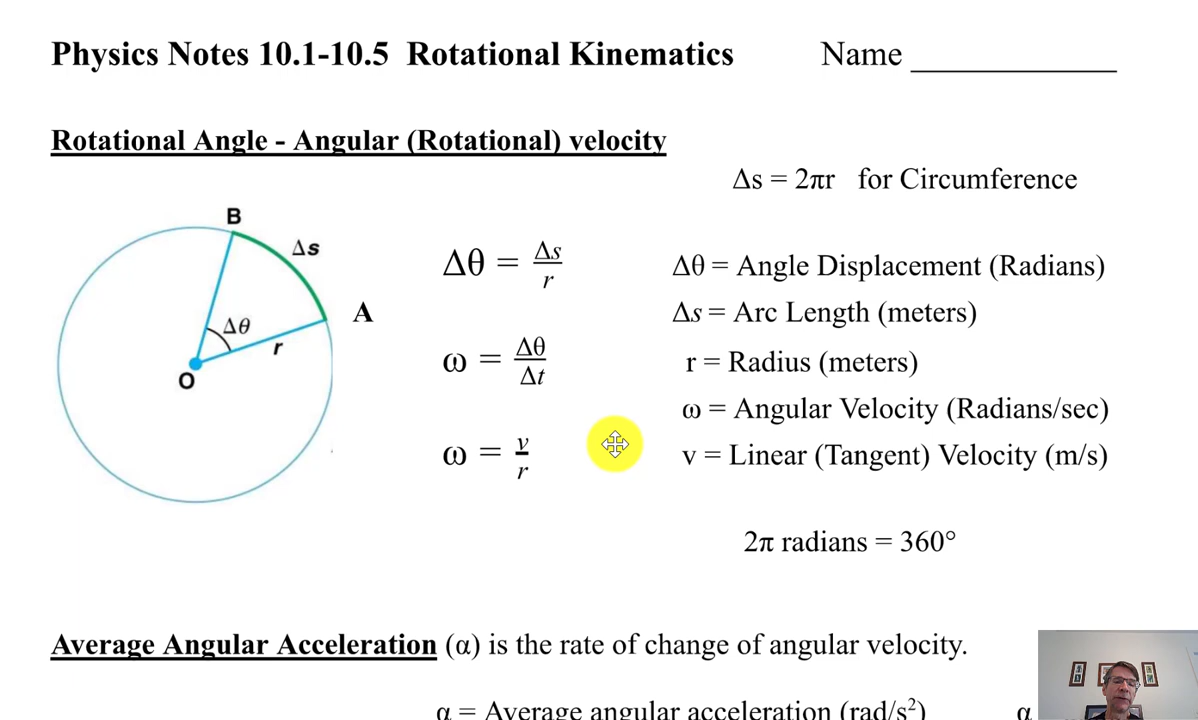 Physics Notes 10.1-10.5 Rotational Kinematics Name ______________
Rotational Angle - Angular (Rotational) velocity
Δs = 2πr for Circumference
B
Δs
A
Δθ
r
O
Δθ = Δs/r
ω = Δθ/Δt
ω = v/r
Δθ = Angle Displacement (Radians)
Δs = Arc Length (meters)
r = Radius (meters)
ω = Angular Velocity (Radians/sec)
v = Linear (Tangent) Velocity (m/s)
2π radians = 360°
Average Angular Acceleration (α) is the rate of change of angular velocity.
α = Average angular acceleration (rad/s²) α